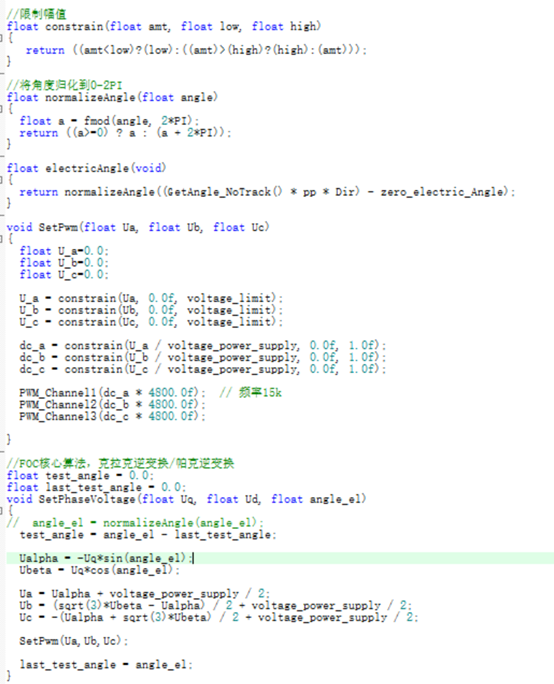 //限制幅值
float constrain(float amt, float low, float high)
{
return ((amt<low)?(low):((amt)>(high)?(high):(amt)));
}
//将角度归化到0-2PI
float normalizeAngle(float angle)
{
float a = fmod(angle, 2*PI);
return ((a>=0) ? a : (a + 2*PI));
}
float electricAngle(void)
{
return normalizeAngle((GetAngle_NoTrack() * pp * Dir) - zero_electric_Angle);
}
void SetPwm(float Ua, float Ub, float Uc)
{
float U_a=0.0;
float U_b=0.0;
float U_c=0.0;
U_a = constrain(Ua, 0.0f, voltage_limit);
U_b = constrain(Ub, 0.0f, voltage_limit);
U_c = constrain(Uc, 0.0f, voltage_limit);
dc_a = constrain(U_a / voltage_power_supply, 0.0f, 1.0f);
dc_b = constrain(U_b / voltage_power_supply, 0.0f, 1.0f);
dc_c = constrain(U_c / voltage_power_supply, 0.0f, 1.0f);
PWM_Channel1(dc_a * 4800.0f); // 频率15k
PWM_Channel2(dc_b * 4800.0f);
PWM_Channel3(dc_c * 4800.0f);
}
//FOC核心算法，克拉克逆变换/帕克逆变换
float test_angle = 0.0;
float last_test_angle = 0.0;
void SetPhaseVoltage(float Uq, float Ud, float angle_el)
{
// angle_el = normalizeAngle(angle_el);
test_angle = angle_el - last_test_angle;
Ualpha = -Uq*sin(angle_el);
Ubeta = Uq*cos(angle_el);
Ua = Ualpha + voltage_power_supply / 2;
Ub = (sqrt(3)*Ubeta - Ualpha) / 2 + voltage_power_supply / 2;
Uc = -(Ualpha + sqrt(3)*Ubeta) / 2 + voltage_power_supply / 2;
SetPwm(Ua,Ub,Uc);
last_test_angle = angle_el;
}